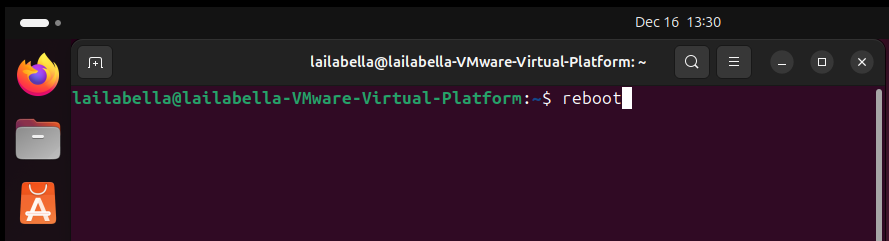 Dec 16 13:30
lailabella@lailabella-VMware-Virtual-Platform: ~
lailabella@lailabella-VMware-Virtual-Platform:~$ reboot